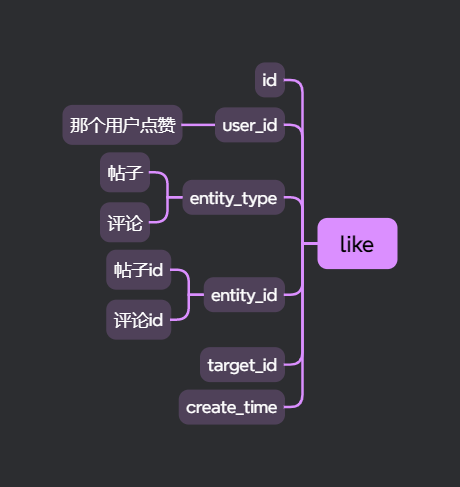 id
那个用户点赞
user_id
帖子
entity_type
评论
like
帖子id
entity_id
评论id
target_id
create_time